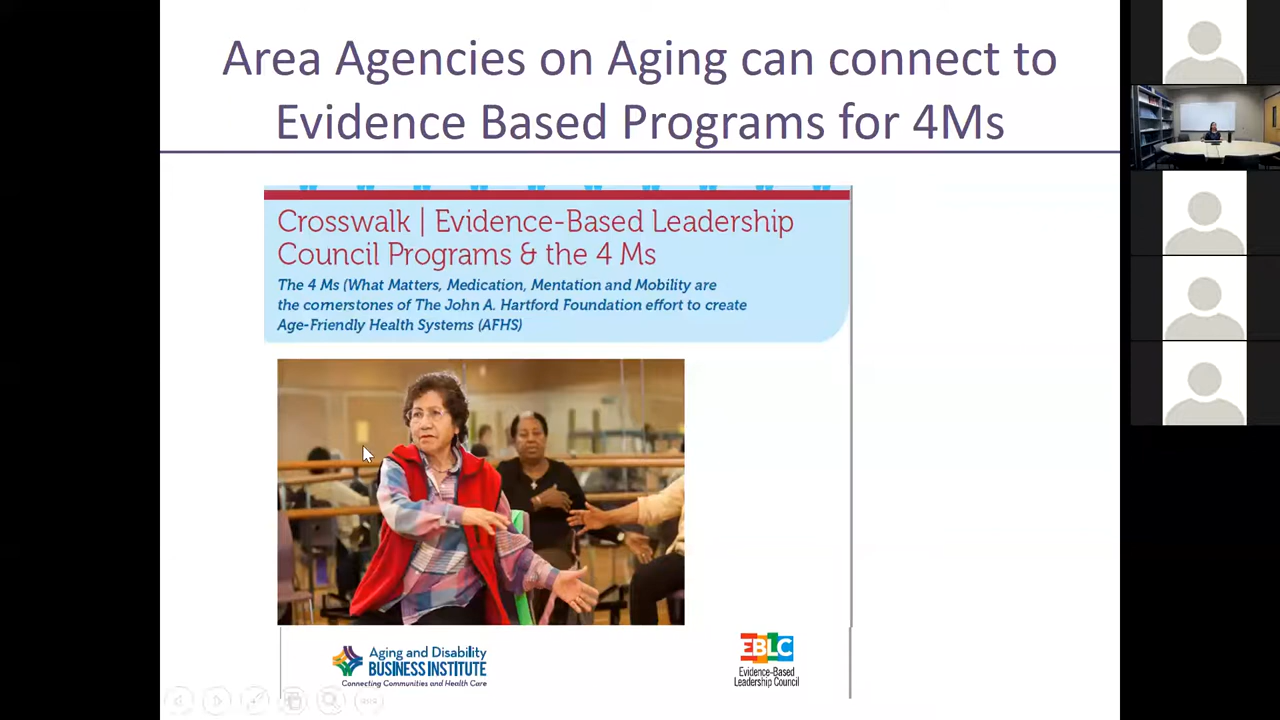 Area Agencies on Aging can connect to
Evidence Based Programs for 4Ms
Crosswalk | Evidence-Based Leadership
Council Programs & the 4 Ms
The 4 Ms (What Matters, Medication, Mentation and Mobility are
the cornerstones of The John A. Hartford Foundation effort to create
Age-Friendly Health Systems (AFHS)
Aging and Disability
BUSINESS INSTITUTE
Connecting Communities and Health Care
EBLC
Evidence-Based
Leadership Council